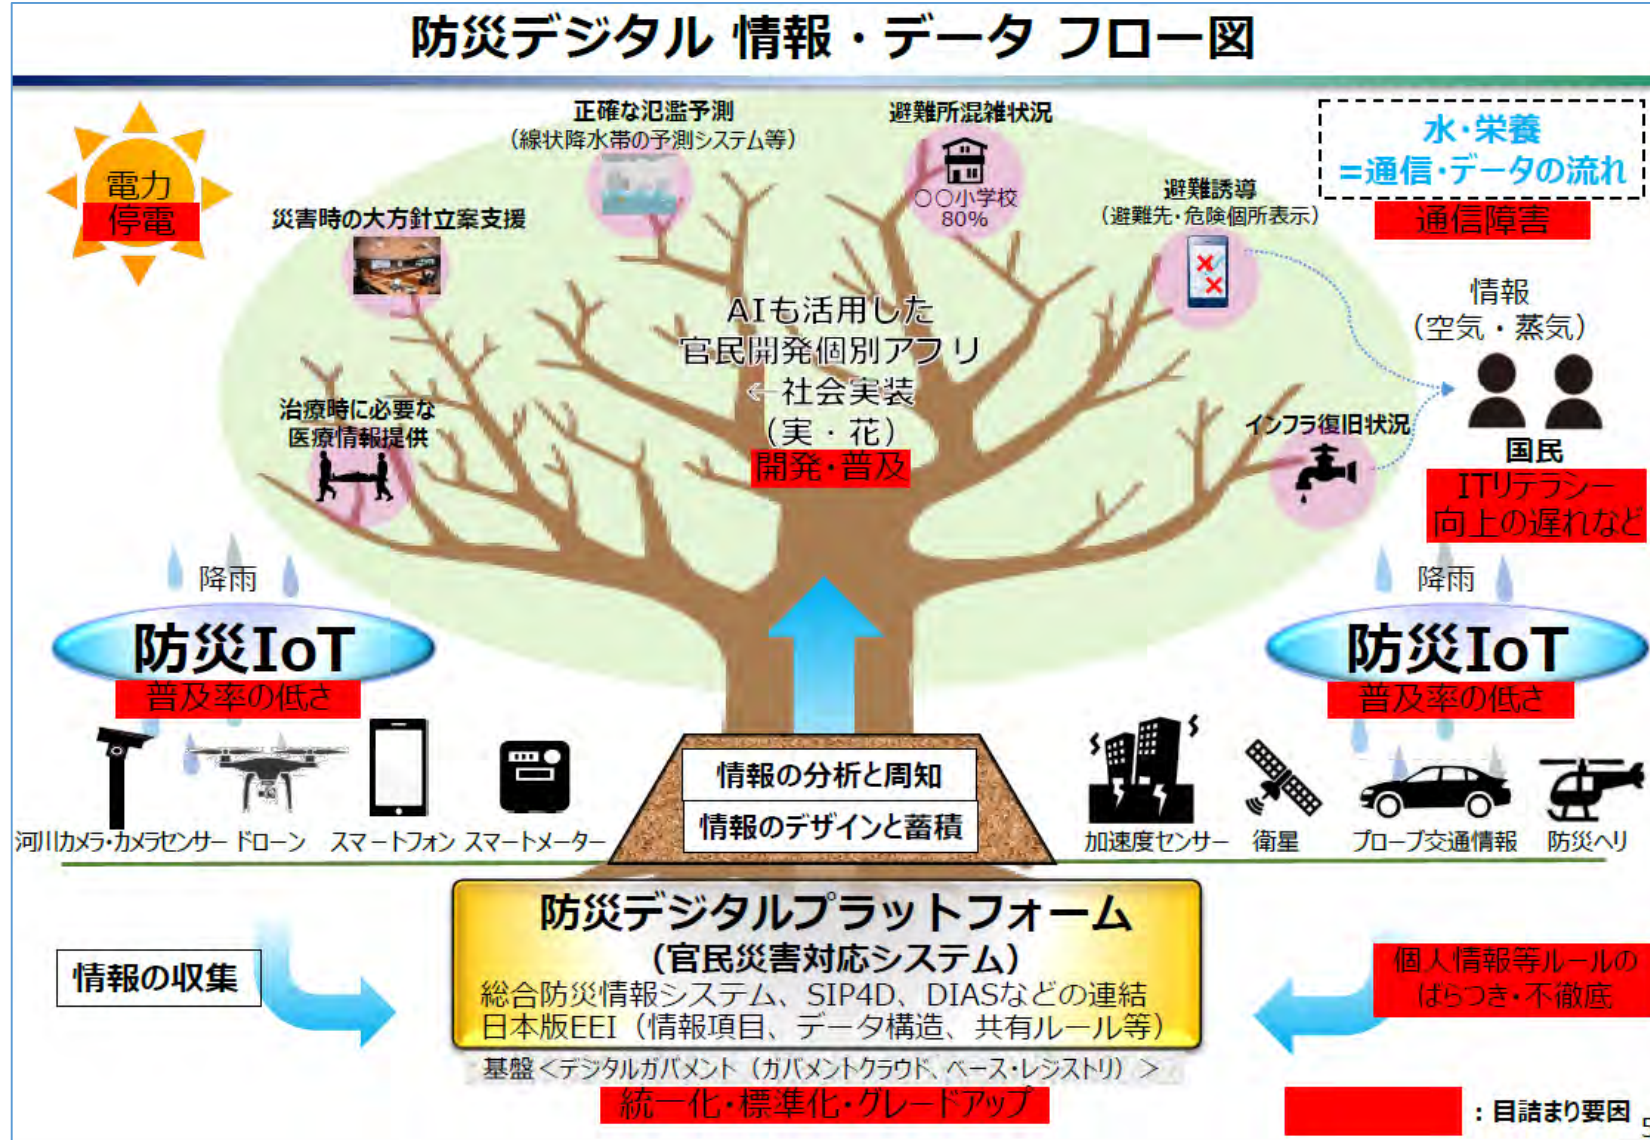 防災デジタル 情報・データ フロー図
電力
停電
正確な氾濫予測
（線状降水帯の予測システム等）
避難所混雑状況
〇〇小学校
80%
水・栄養
=通信・データの流れ
通信障害
災害時の大方針立案支援
避難誘導
（避難先・危険個所表示）
情報
（空気・蒸気）
AIも活用した
官民開発個別アプリ
←社会実装
（実・花）
開発・普及
治療時に必要な
医療情報提供
インフラ復旧状況
国民
ITリテラシー
向上の遅れなど
降雨
防災IoT
普及率の低さ
降雨
防災IoT
普及率の低さ
河川カメラ・カメラセンサー
ドローン
スマートフォン
スマートメーター
情報の分析と周知
情報のデザインと蓄積
加速度センサー
衛星
プローブ交通情報
防災ヘリ
情報の収集
防災デジタルプラットフォーム
（官民災害対応システム）
総合防災情報システム、SIP4D、DIASなどの連結
日本版EEI（情報項目、データ構造、共有ルール等）
基盤＜デジタルガバメント（ガバメントクラウド、ベース・レジストリ）＞
統一化・標準化・グレードアップ
個人情報等ルールの
ばらつき・不徹底
：目詰まり要因